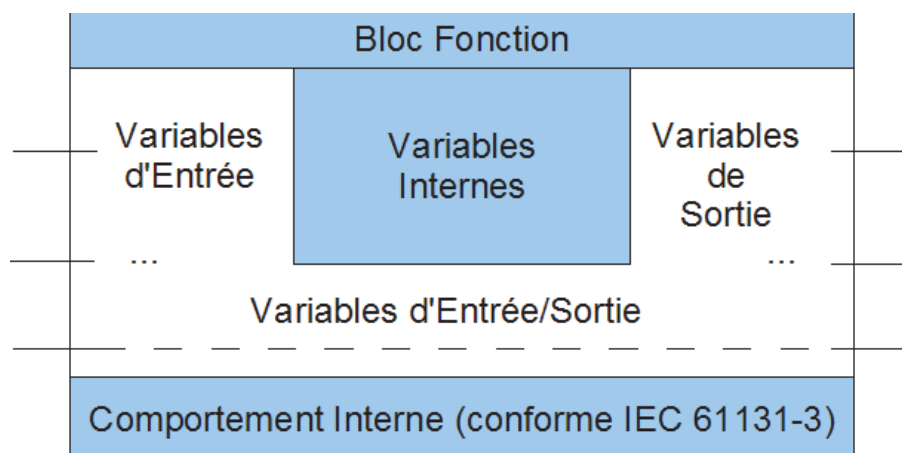 Bloc Fonction
Variables
d'Entrée
...
Variables
Internes
Variables
de
Sortie
...
Variables d'Entrée/Sortie
Comportement Interne (conforme IEC 61131-3)